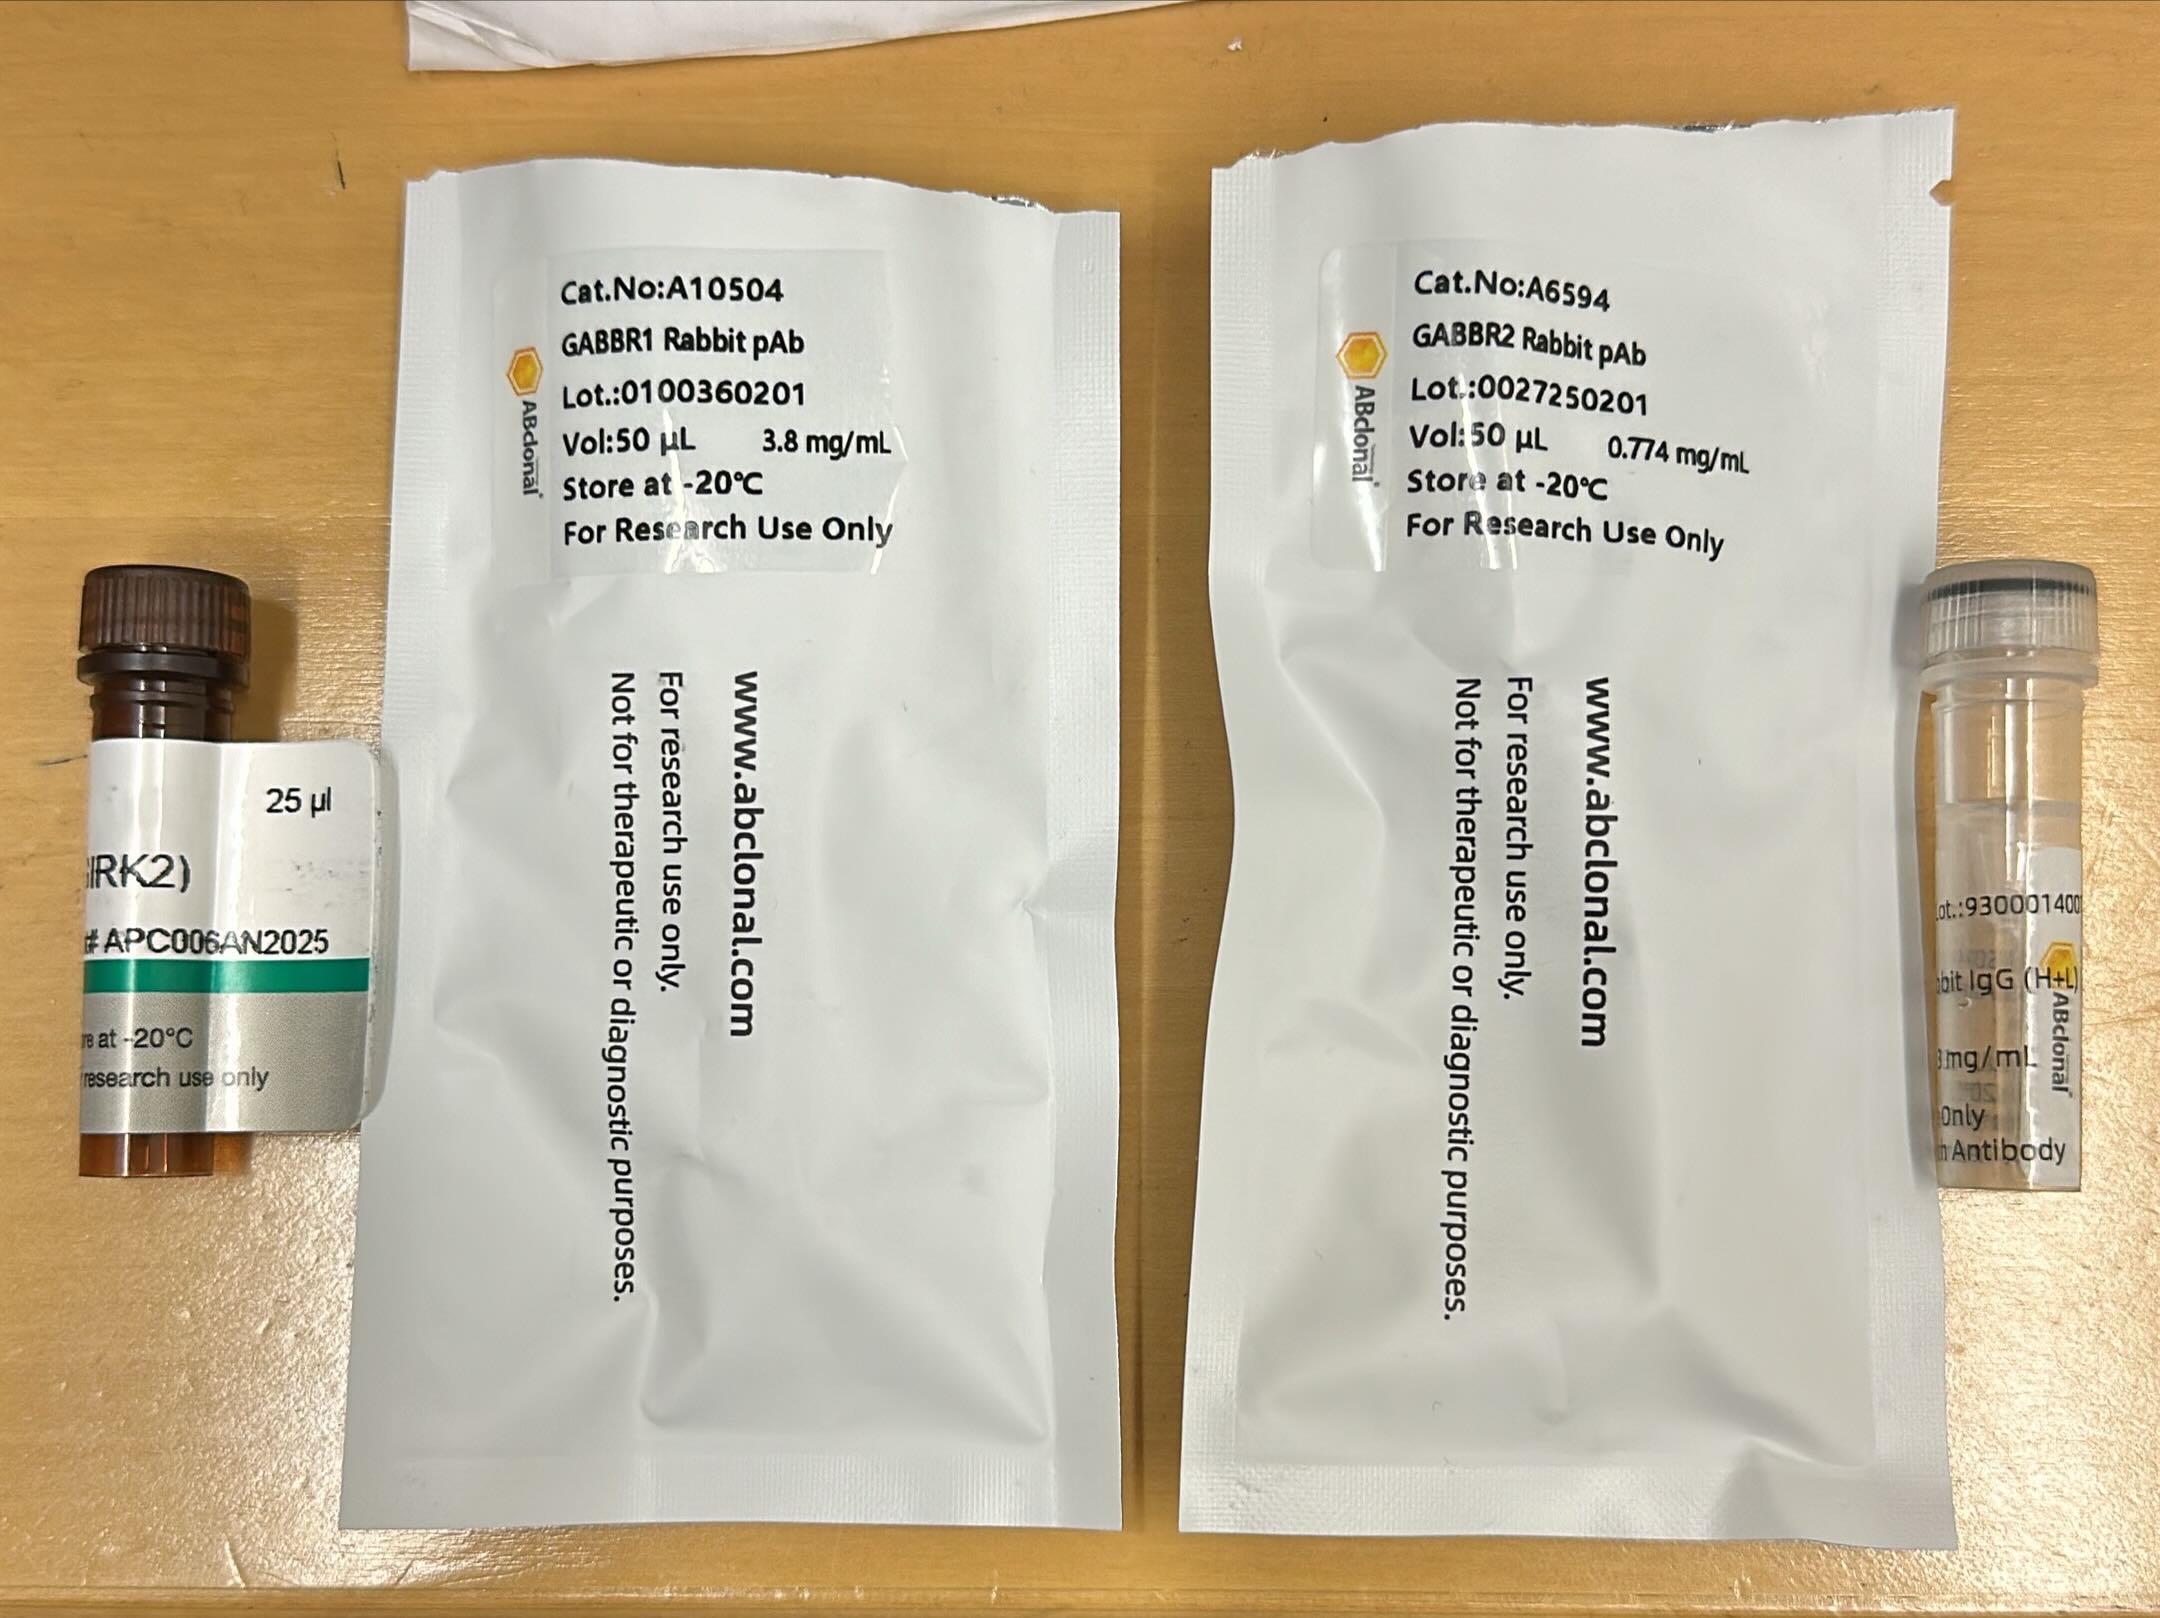 25 µl
IRK2)
# APC006AN2025
at -20°C
research use only
Cat.No:A10504
GABBR1 Rabbit pAb
Lot.:0100360201
Vol:50 µL 3.8 mg/mL
Store at -20℃
For Research Use Only
ABclonal®
www.abclonal.com
For research use only.
Not for therapeutic or diagnostic purposes.
Cat.No:A6594
GABBR2 Rabbit pAb
Lot.:0027250201
Vol:50 µL 0.774 mg/mL
Store at -20℃
For Research Use Only
ABclonal®
www.abclonal.com
For research use only.
Not for therapeutic or diagnostic purposes.
ot.:930001400
bit IgG (H+L)
mg/mL
Only
Antibody
ABclonal®